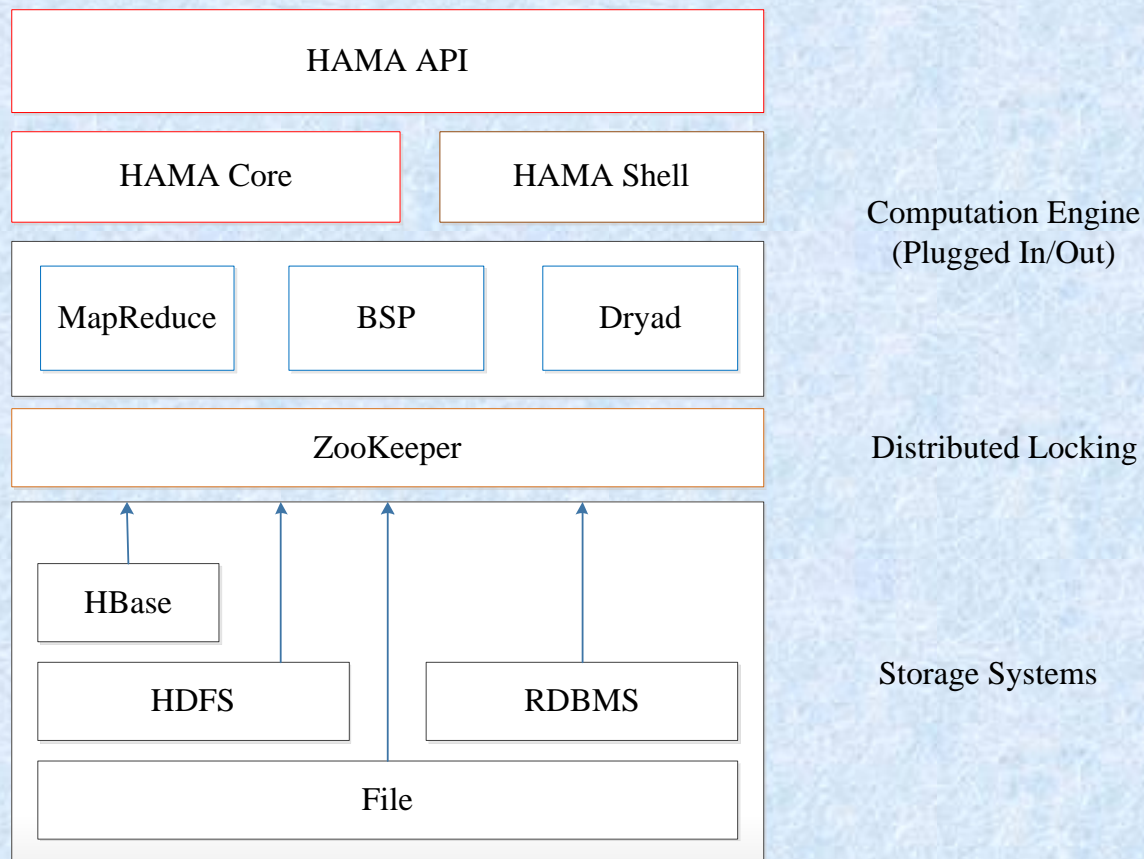 HAMA API
HAMA Core
HAMA Shell
Computation Engine
(Plugged In/Out)
MapReduce
BSP
Dryad
ZooKeeper
Distributed Locking
HBase
HDFS
RDBMS
Storage Systems
File